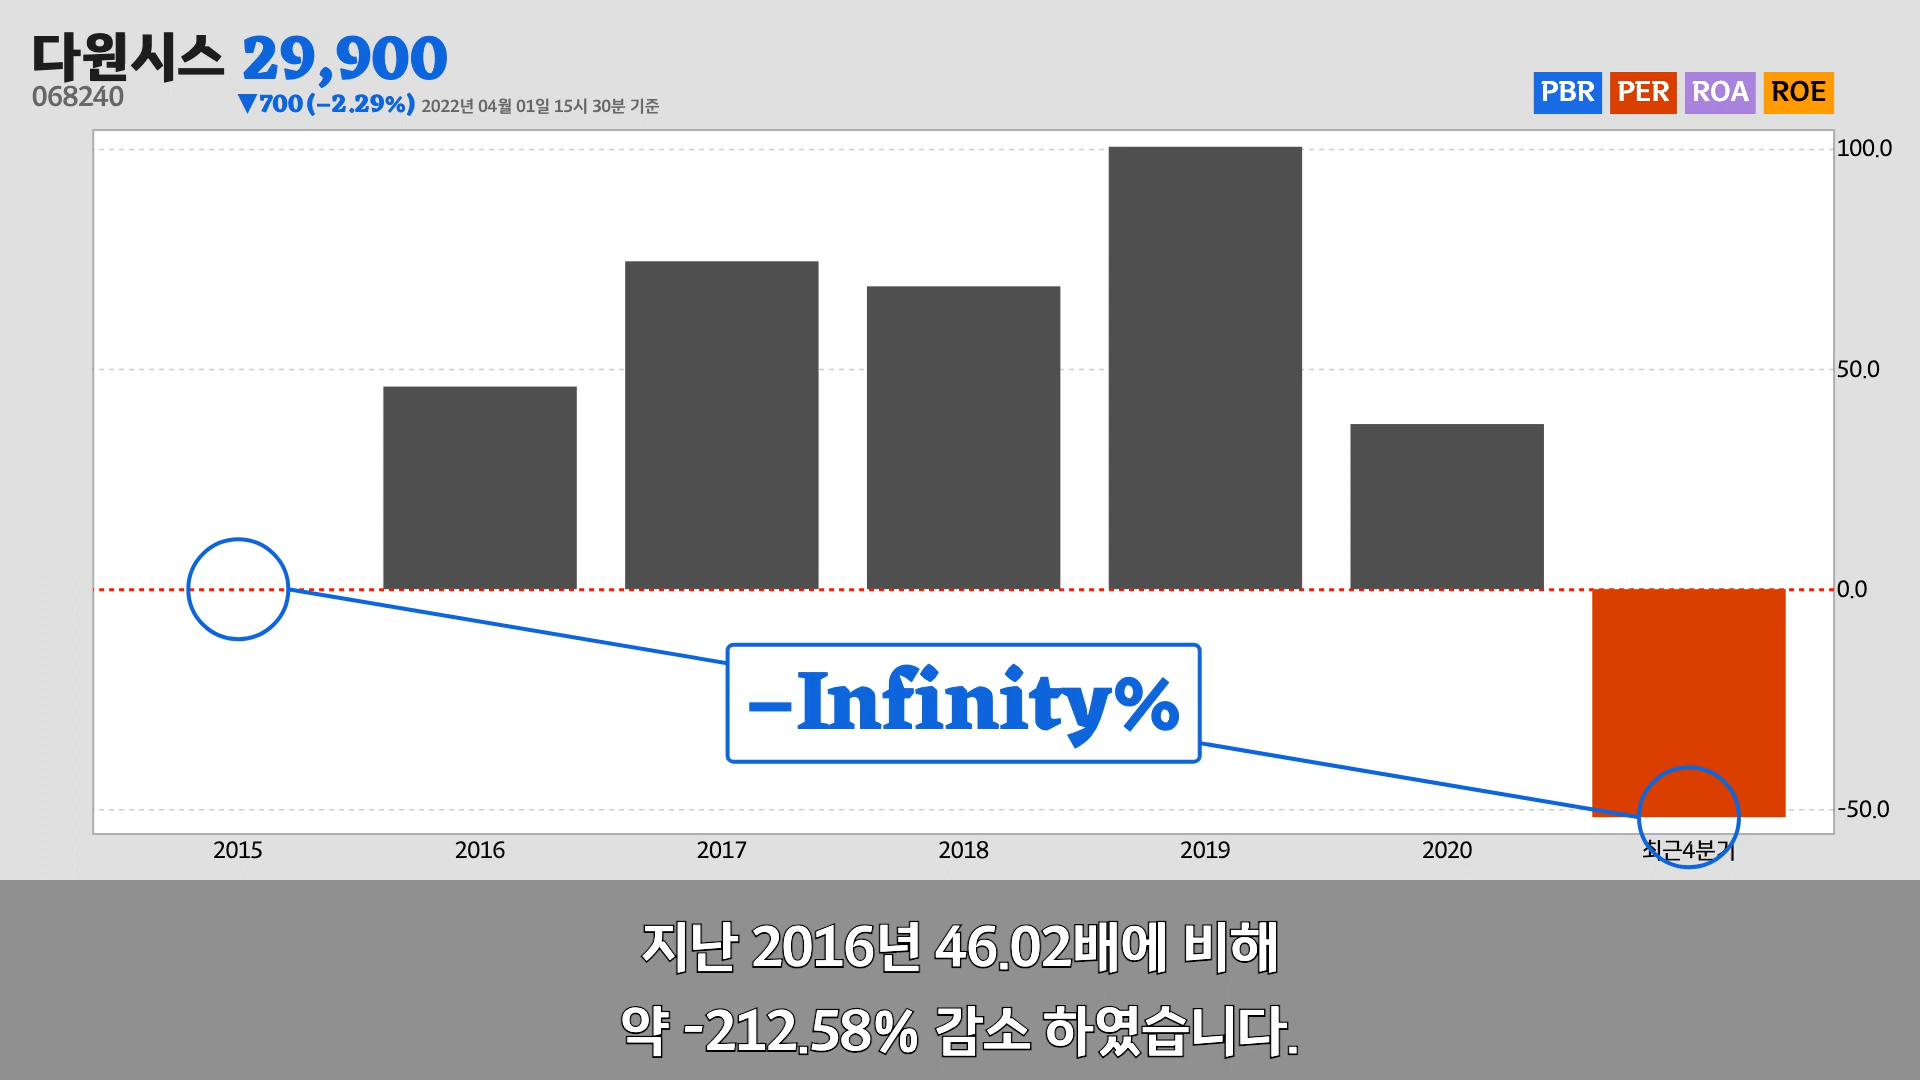 다원시스 29,900
068240
▼700(−2.29%) 2022년 04월 01일 15시 30분 기준
PBR PER ROA ROE
100.0
50.0
0.0
-50.0
−Infinity%
2015 2016 2017 2018 2019 2020 최근4분기
지난 2016년 46.02배에 비해
약 -212.58% 감소 하였습니다.